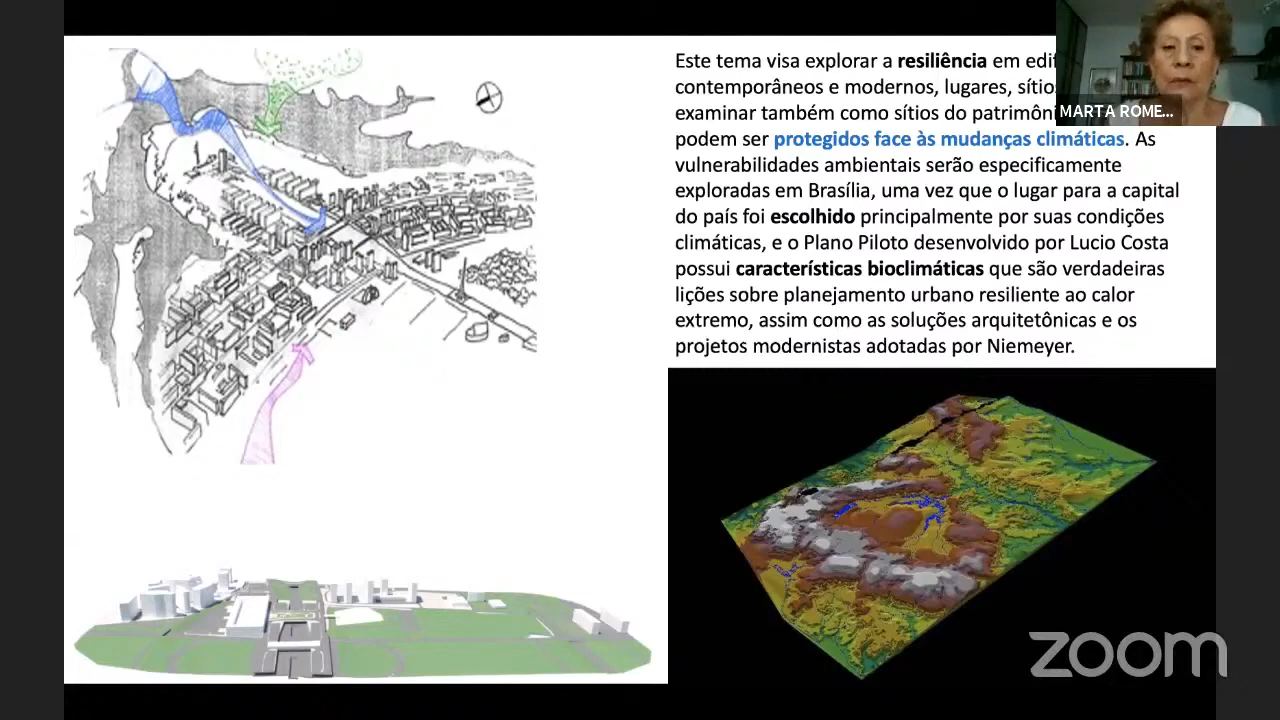 Este tema visa explorar a resiliência em
contemporâneos e modernos, lugares,
examinar também como sítios do
podem ser protegidos face às mudanças climáticas. As
vulnerabilidades ambientais serão especificamente
exploradas em Brasília, uma vez que o lugar para a capital
do país foi escolhido principalmente por suas condições
climáticas, e o Plano Piloto desenvolvido por Lucio Costa
possui características bioclimáticas que são verdadeiras
lições sobre planejamento urbano resiliente ao calor
extremo, assim como as soluções arquitetônicas e os
projetos modernistas adotadas por Niemeyer.
MARTA ROME...
zoom